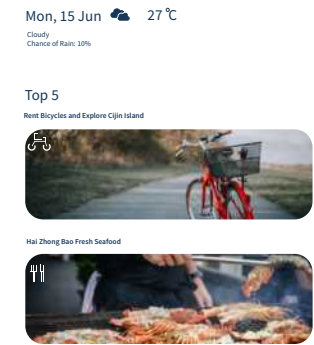 Mon, 15 Jun 27 ℃
Cloudy
Chance of Rain: 10%
Top 5
Rent Bicycles and Explore Cijin Island
Hai Zhong Bao Fresh Seafood